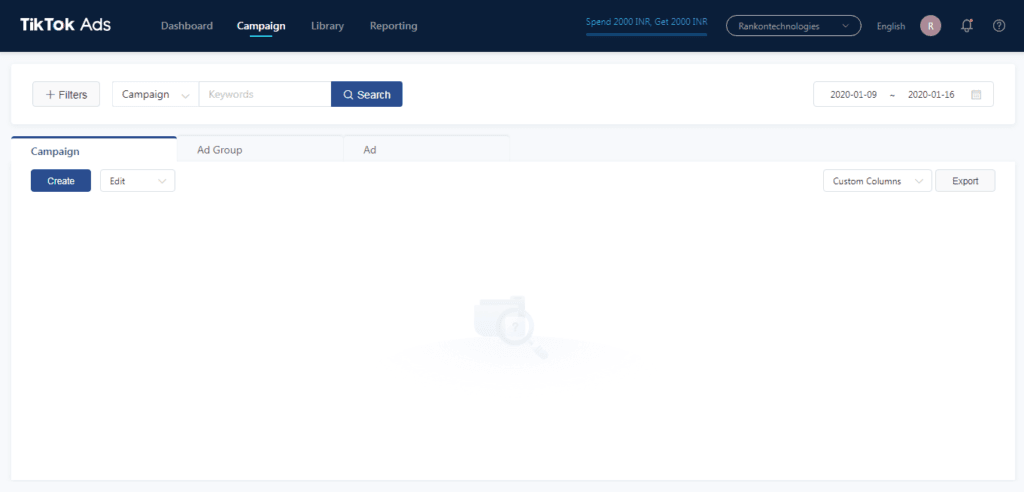 TikTok Ads Dashboard Campaign Library Reporting Spend 2000 INR, Get 2000 INR Rankontechnologies English R
+ Filters Campaign Keywords Search 2020-01-09 ~ 2020-01-16
Campaign Ad Group Ad
Create Edit Custom Columns Export